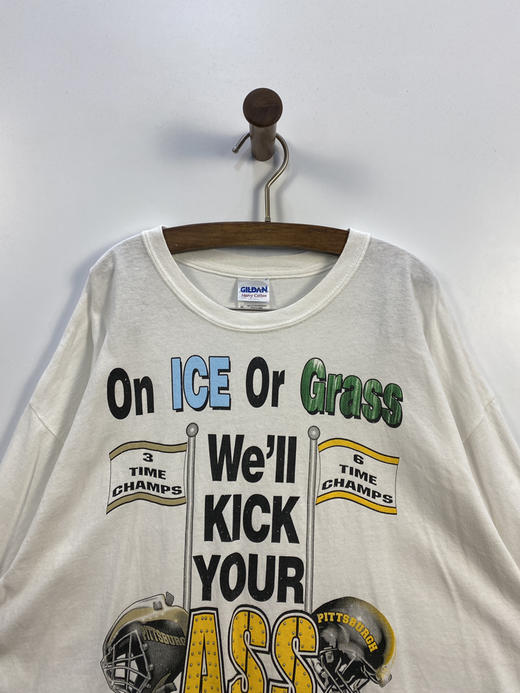 GILDAN
Heavy Cotton
On ICE Or Grass
3
TIME
CHAMPS
We'll
KICK
YOUR
ASS
6
TIME
CHAMPS
PITTSBURGH